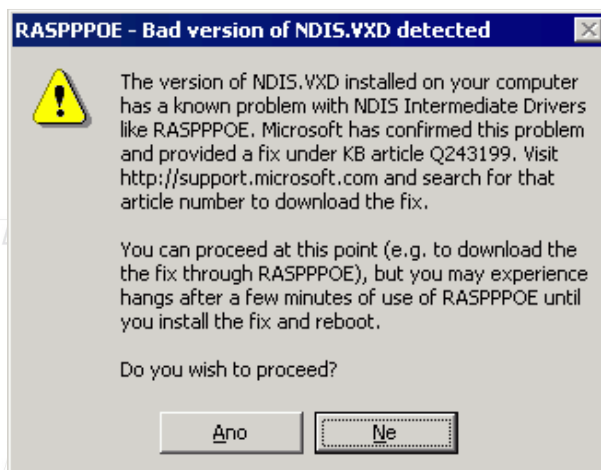 RASPPPOE - Bad version of NDIS.VXD detected
The version of NDIS.VXD installed on your computer
has a known problem with NDIS Intermediate Drivers
like RASPPPOE. Microsoft has confirmed this problem
and provided a fix under KB article Q243199. Visit
http://support.microsoft.com and search for that
article number to download the fix.
You can proceed at this point (e.g. to download the
the fix through RASPPPOE), but you may experience
hangs after a few minutes of use of RASPPPOE until
you install the fix and reboot.
Do you wish to proceed?
Ano
Ne